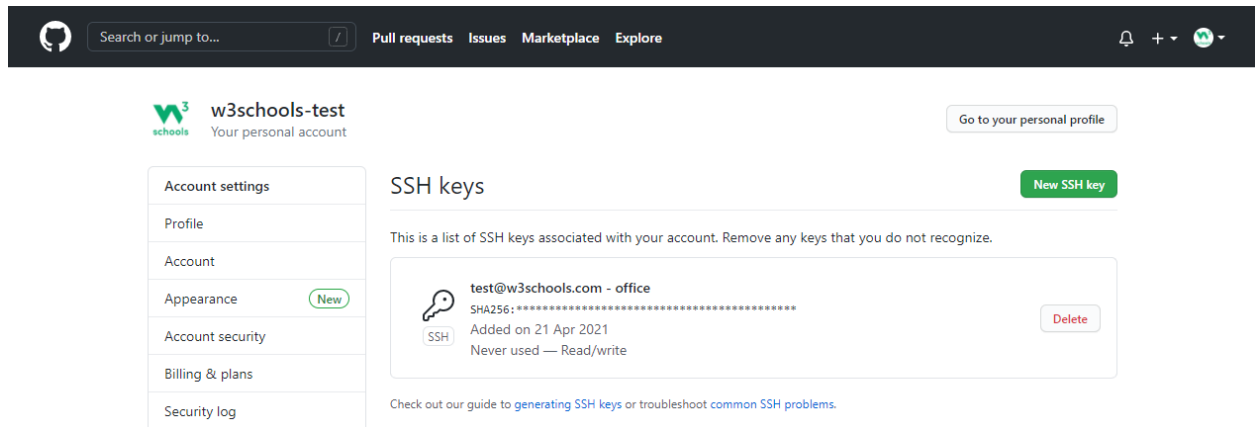 Search or jump to... /
Pull requests Issues Marketplace Explore
W3
schools
w3schools-test
Your personal account
Go to your personal profile
Account settings
Profile
Account
Appearance New
Account security
Billing & plans
Security log
SSH keys
New SSH key
This is a list of SSH keys associated with your account. Remove any keys that you do not recognize.
test@w3schools.com - office
SHA256:*******************************************
SSH
Added on 21 Apr 2021
Never used — Read/write
Delete
Check out our guide to generating SSH keys or troubleshoot common SSH problems.